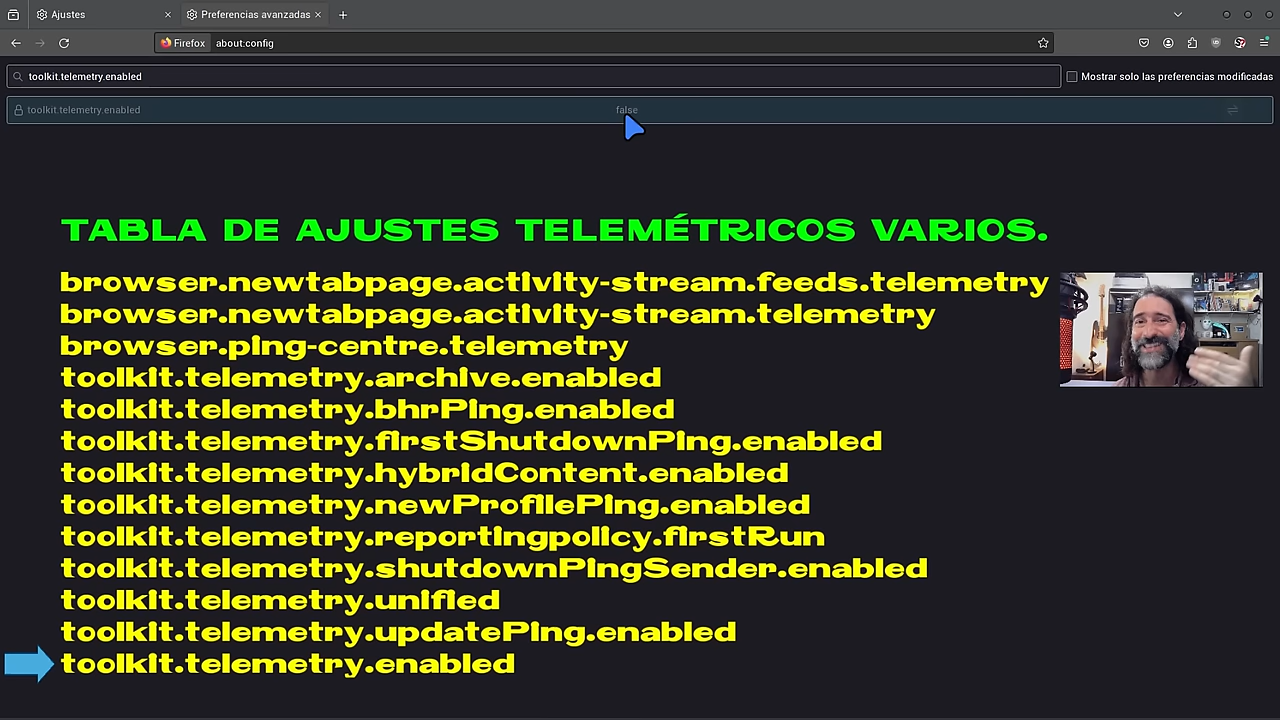 Ajustes
Preferencias avanzadas
Firefox about:config
toolkit.telemetry.enabled
Mostrar solo las preferencias modificadas
toolkit.telemetry.enabled false
TABLA DE AJUSTES TELEMÉTRICOS VARIOS.
browser.newtabpage.activity-stream.feeds.telemetry
browser.newtabpage.activity-stream.telemetry
browser.ping-centre.telemetry
toolkit.telemetry.archive.enabled
toolkit.telemetry.bhrPing.enabled
toolkit.telemetry.firstShutdownPing.enabled
toolkit.telemetry.hybridContent.enabled
toolkit.telemetry.newProfilePing.enabled
toolkit.telemetry.reportingpolicy.firstRun
toolkit.telemetry.shutdownPingSender.enabled
toolkit.telemetry.unified
toolkit.telemetry.updatePing.enabled
toolkit.telemetry.enabled